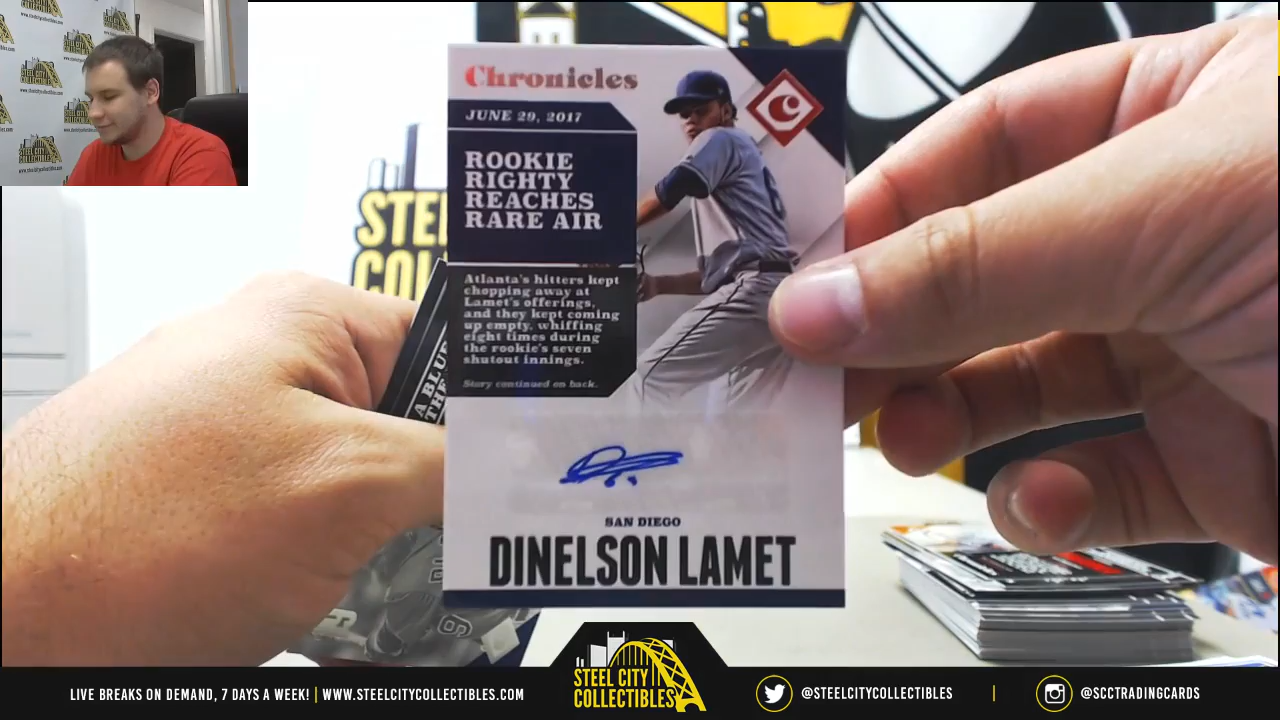 Chronicles
JUNE 29, 2017
ROOKIE
RIGHTY
REACHES
RARE AIR
Atlanta's hitters kept
chopping away at
Lamet's offerings,
and they kept coming
up empty, whiffing
eight times during
the rookie's seven
shutout innings.
Story continued on back.
SAN DIEGO
DINELSON LAMET
A BLUE
THE
STEEL CITY
COLLECTIBLES
LIVE BREAKS ON DEMAND, 7 DAYS A WEEK! | WWW.STEELCITYCOLLECTIBLES.COM
@STEELCITYCOLLECTIBLES | @SCCTRADINGCARDS